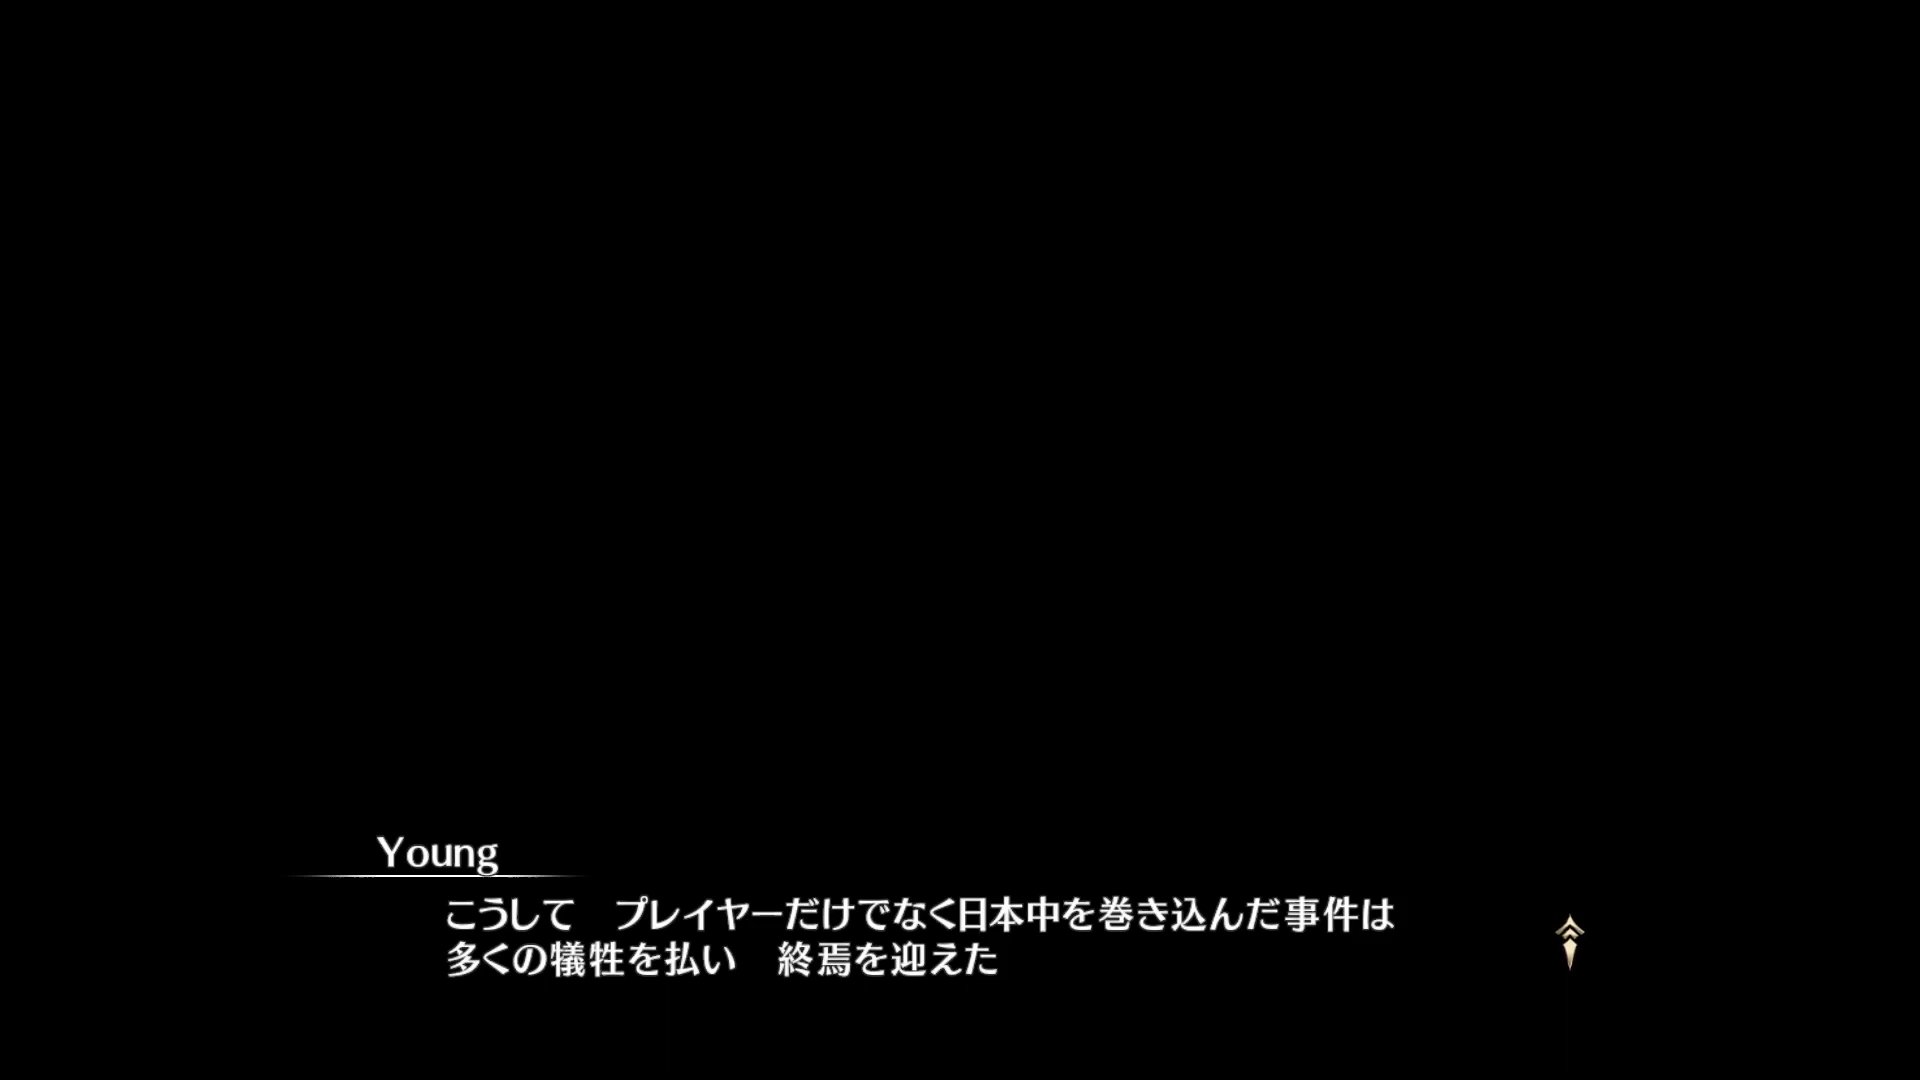 Young
こうして　プレイヤーだけでなく日本中を巻き込んだ事件は
多くの犠牲を払い　終焉を迎えた